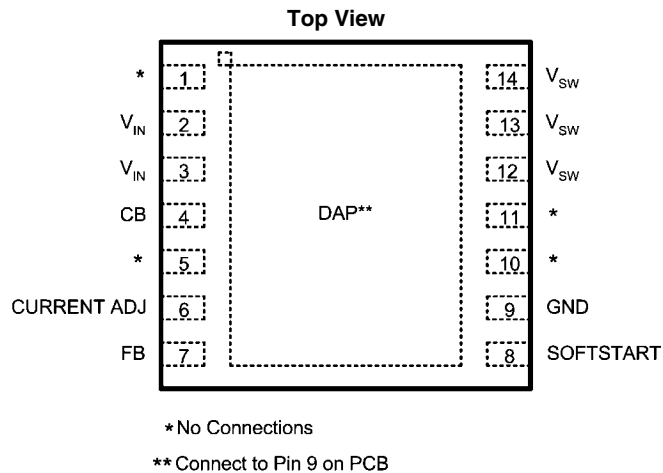 Top View
* 1 14 VSW
VIN 2 13 VSW
VIN 3 12 VSW
CB 4 DAP** 11 *
* 5 10 *
CURRENT ADJ 6 9 GND
FB 7 8 SOFTSTART
* No Connections
** Connect to Pin 9 on PCB